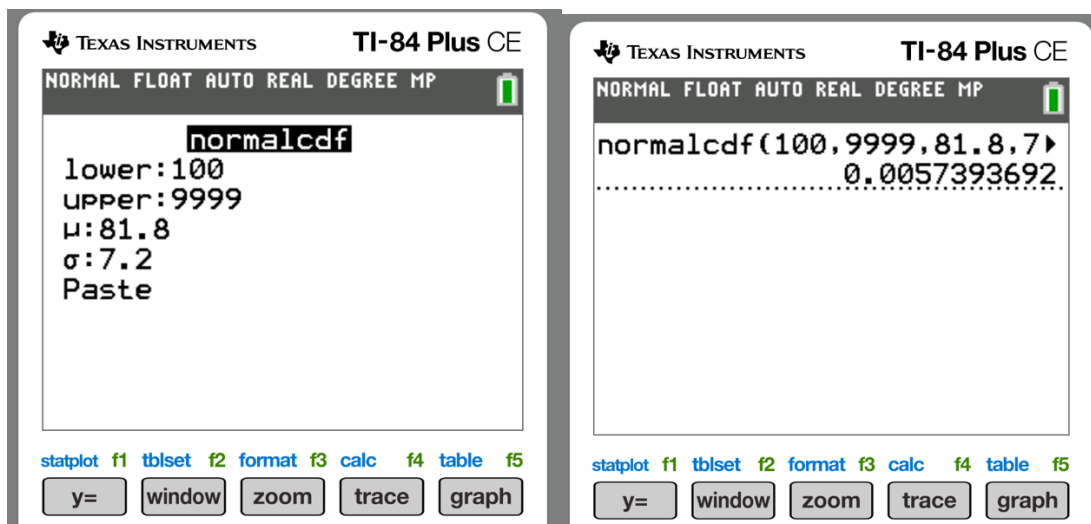 TEXAS INSTRUMENTS TI-84 Plus CE
NORMAL FLOAT AUTO REAL DEGREE MP
normalcdf
lower:100
upper:9999
μ:81.8
σ:7.2
Paste
statplot f1 tblset f2 format f3 calc f4 table f5
y= window zoom trace graph
TEXAS INSTRUMENTS TI-84 Plus CE
NORMAL FLOAT AUTO REAL DEGREE MP
normalcdf(100,9999,81.8,7
0.0057393692
statplot f1 tblset f2 format f3 calc f4 table f5
y= window zoom trace graph